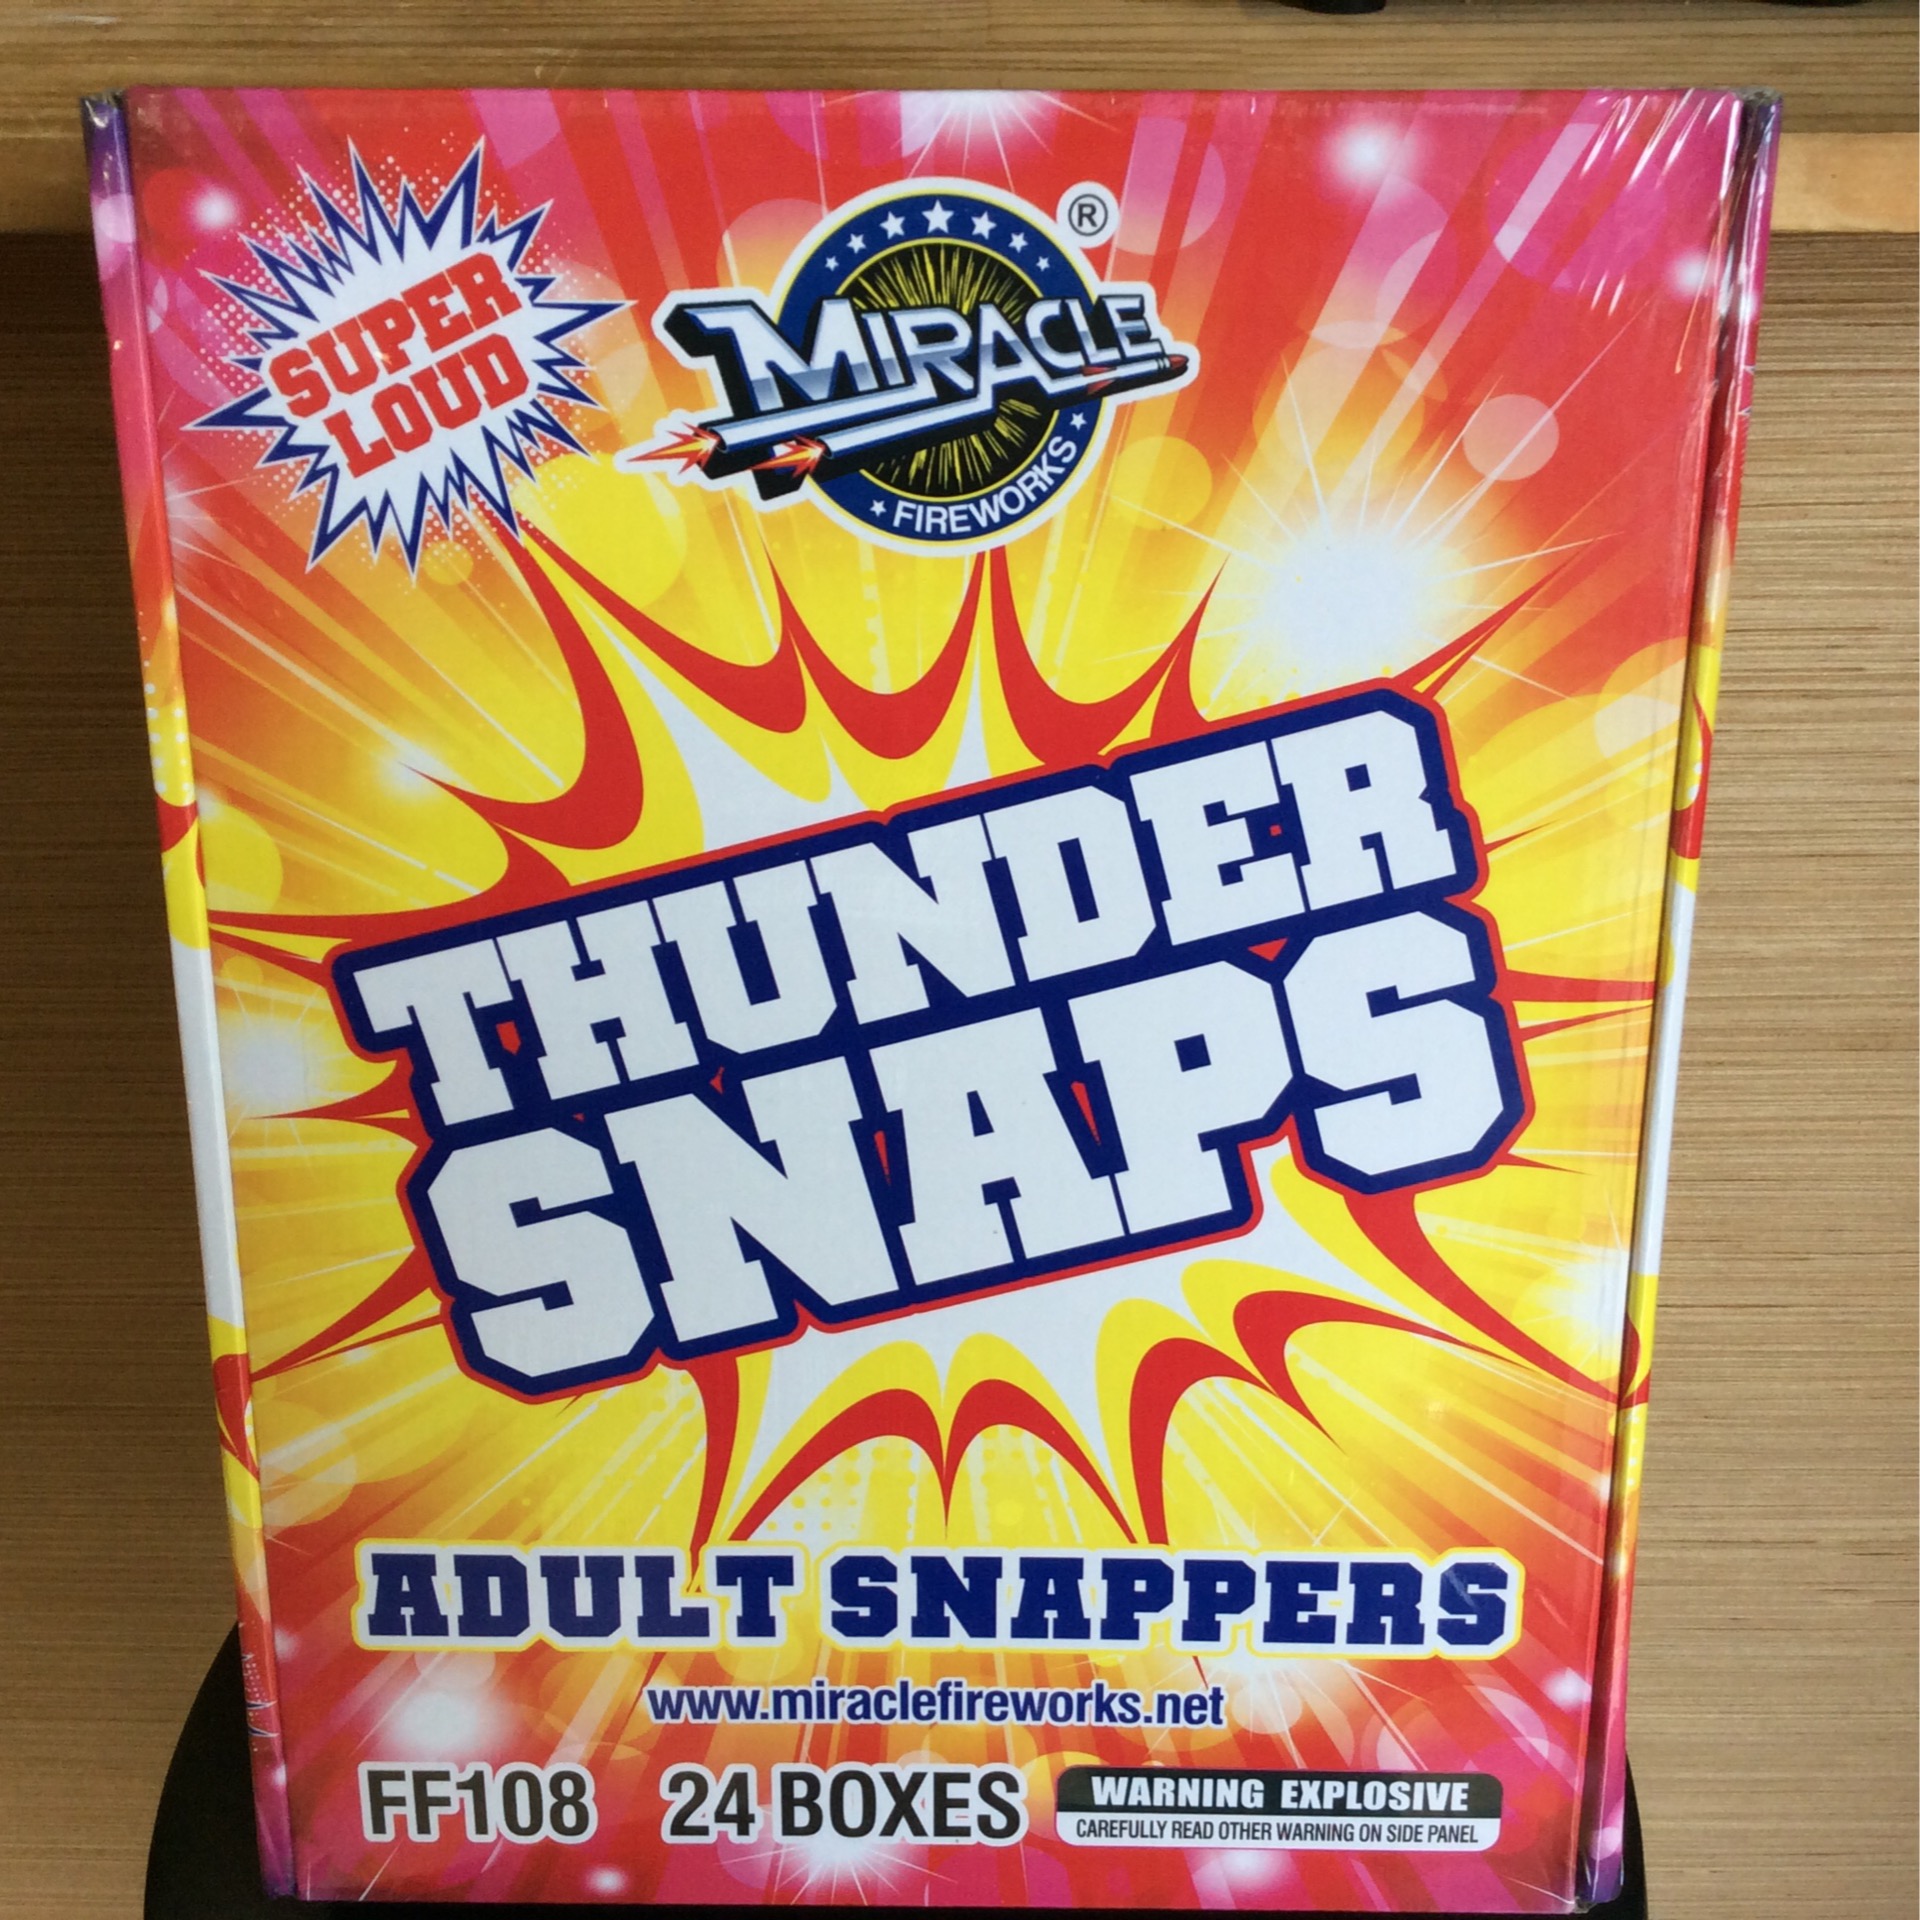 SUPER
LOUD
®
MIRACLE
FIREWORKS
THUNDER
SNAPS
ADULT SNAPPERS
www.miraclefireworks.net
FF108 24 BOXES
WARNING EXPLOSIVE
CAREFULLY READ OTHER WARNING ON SIDE PANEL